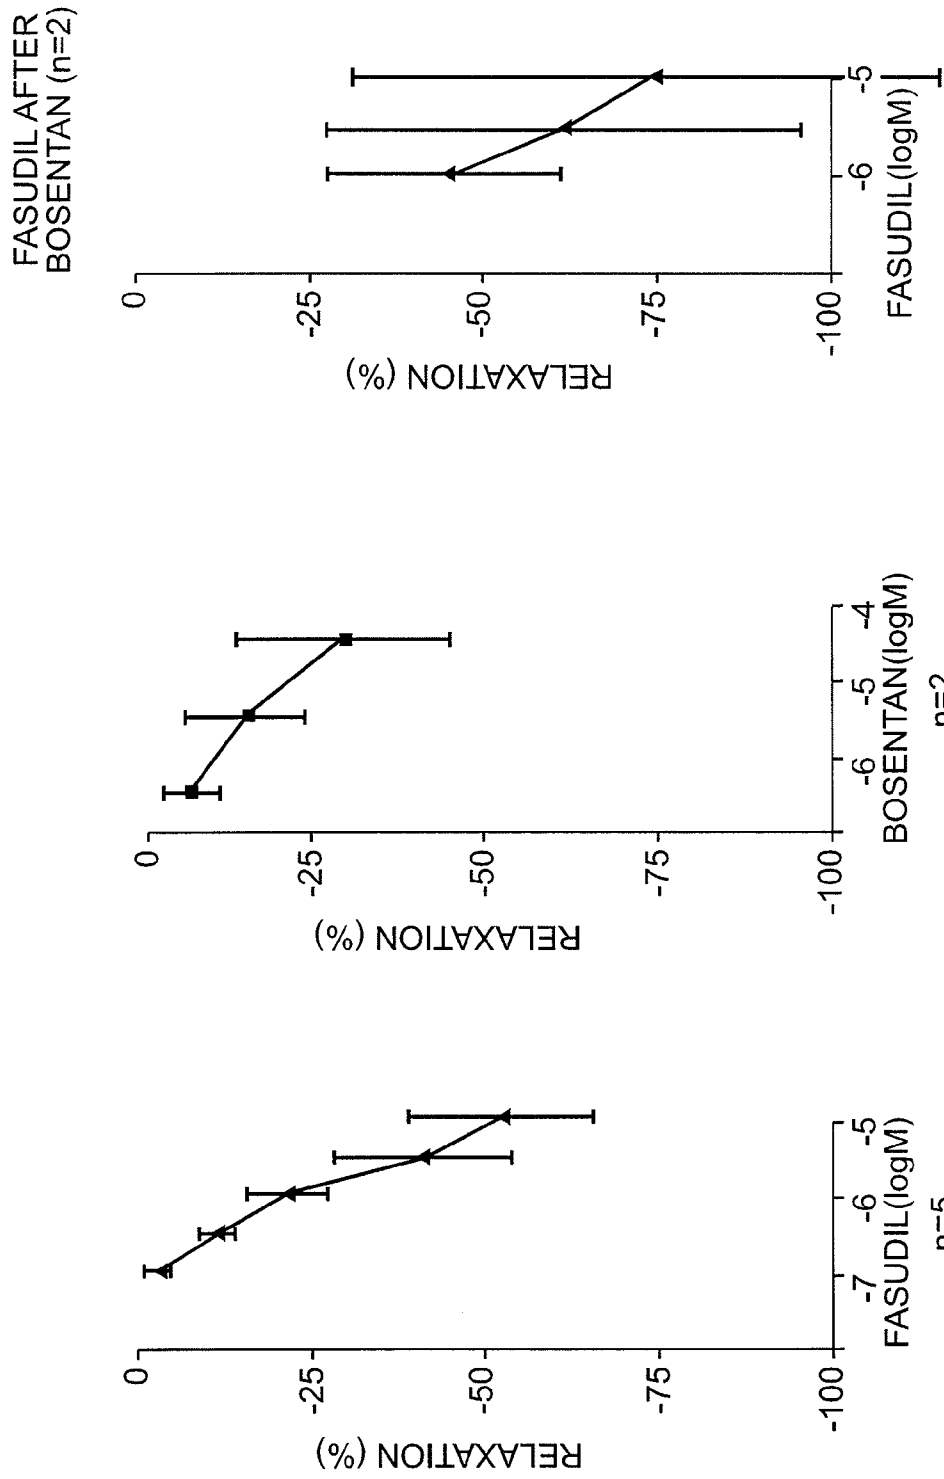 RELAXATION (%)
0
-25
-50
-75
-100
-7
-6
-5
FASUDIL(logM)
n=5
RELAXATION (%)
0
-25
-50
-75
-100
-6
-5
-4
BOSENTAN(logM)
n=2
FASUDIL AFTER
BOSENTAN (n=2)
RELAXATION (%)
0
-25
-50
-75
-100
-6
-5
FASUDIL(logM)